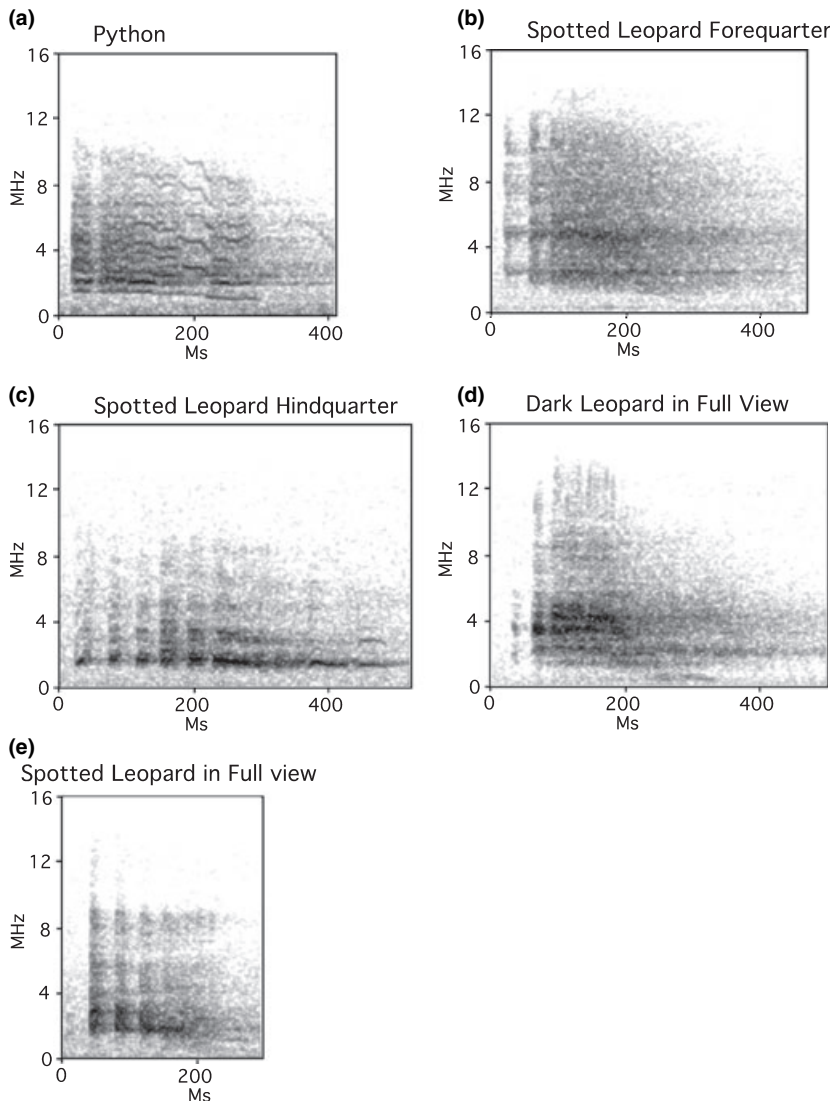 (a)
Python
16
12
8
4
0
MHz
0 200 400
Ms
(b)
Spotted Leopard Forequarter
16
12
8
4
0
MHz
0 200 400
Ms
(c)
Spotted Leopard Hindquarter
16
12
8
4
0
MHz
0 200 400
Ms
(d)
Dark Leopard in Full View
16
12
8
4
0
MHz
0 200 400
Ms
(e)
Spotted Leopard in Full view
16
12
8
4
0
MHz
0 200
Ms